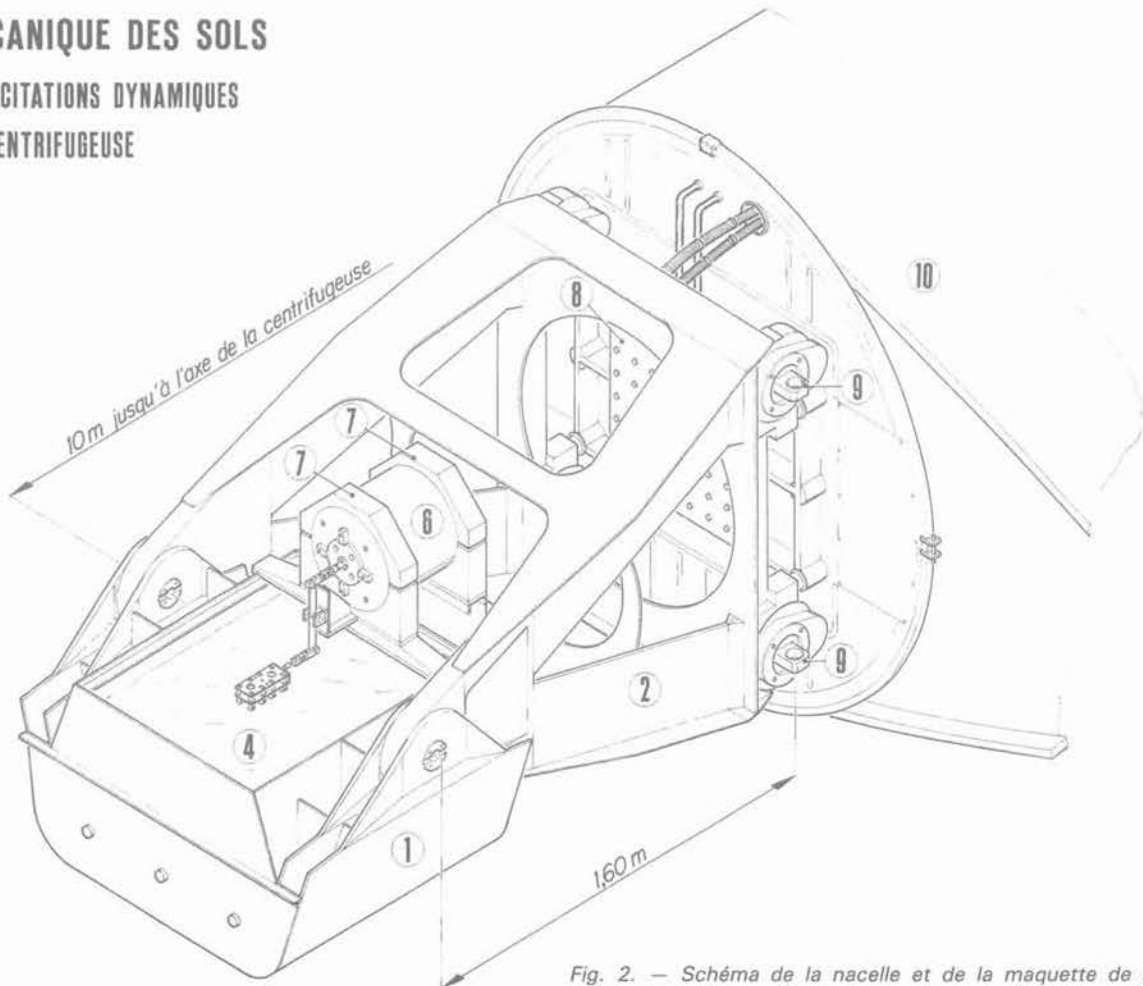 CANIQUE DES SOLS
CITATIONS DYNAMIQUES
ENTRIFUGEUSE
10
8
10m jusqu'à l'axe de la centrifugeuse
9
7
7
6
9
2
4
1
1,60 m
Fig. 2. — Schéma de la nacelle et de la maquette de